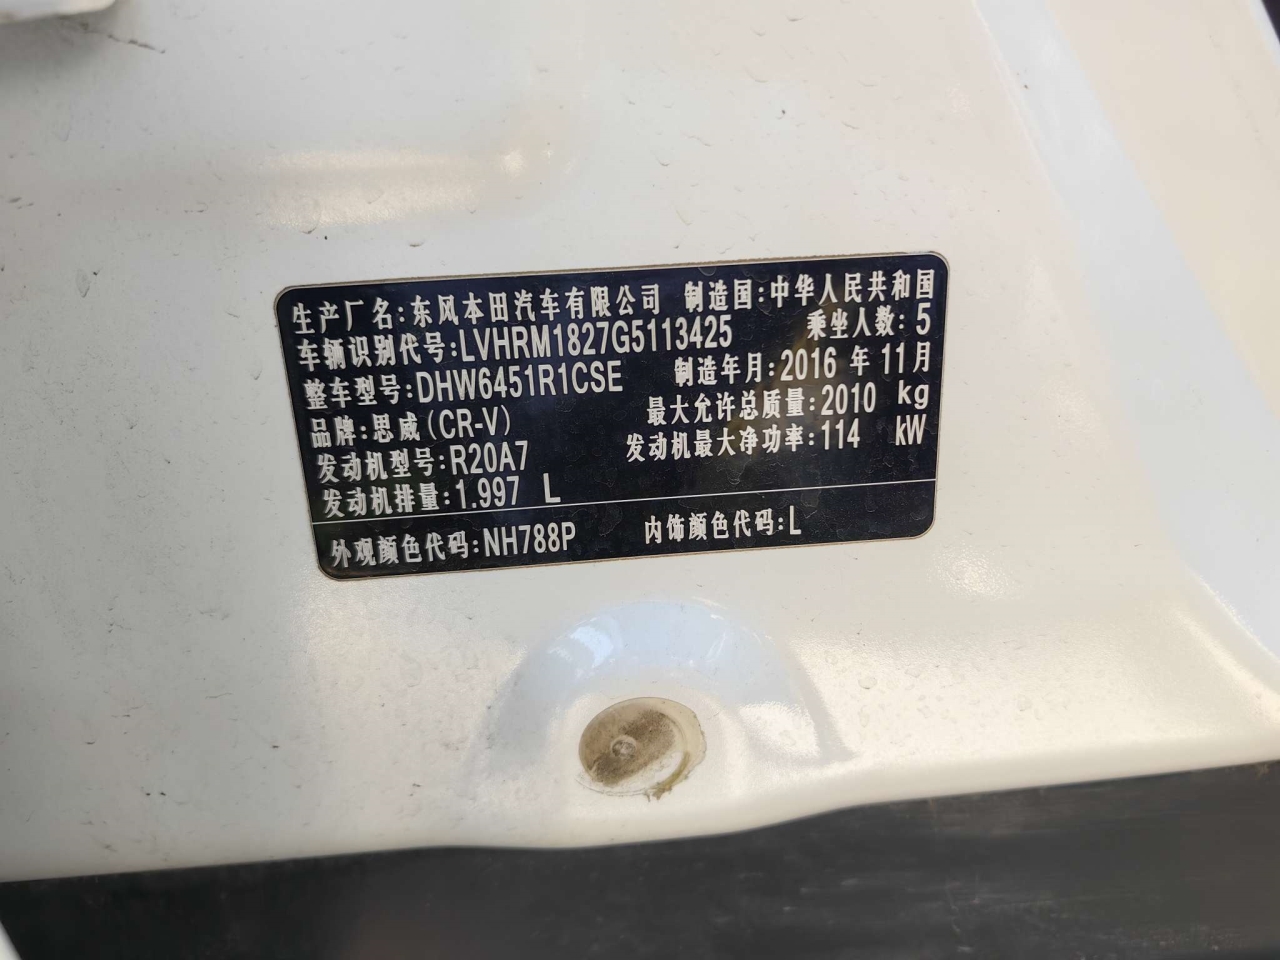 生产厂名:东风本田汽车有限公司 制造国:中华人民共和国
车辆识别代号:LVHRM1827G5113425 乘坐人数:5
整车型号:DHW6451R1CSE 制造年月:2016 年 11月
品牌:思威(CR-V) 最大允许总质量:2010 kg
发动机型号:R20A7 发动机最大净功率:114 kW
发动机排量:1.997 L
外观颜色代码:NH788P 内饰颜色代码:L